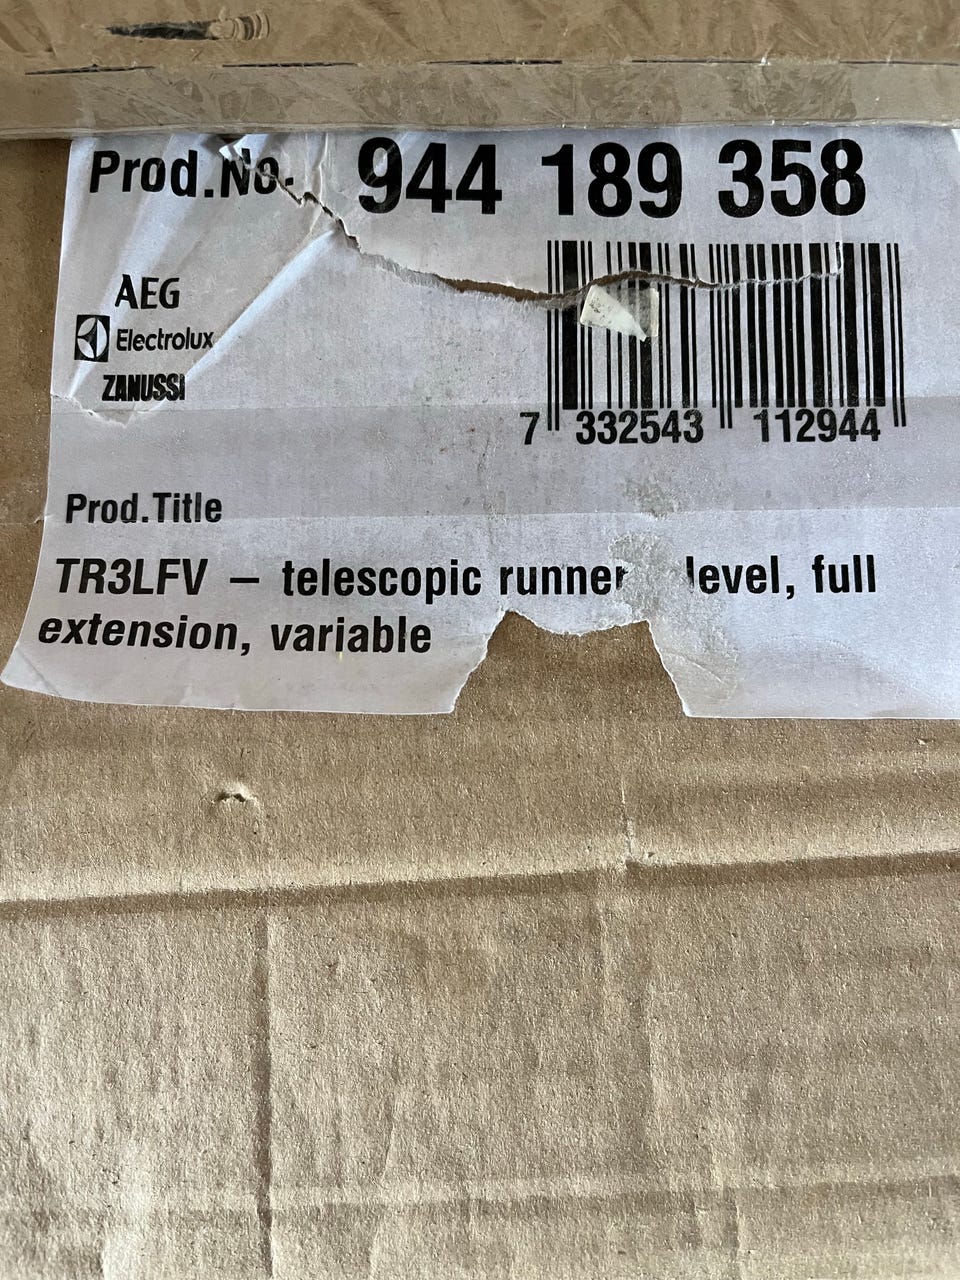 Prod.No. 944 189 358
AEG
Electrolux
ZANUSSI
7 332543 112944
Prod.Title
TR3LFV – telescopic runner level, full
extension, variable